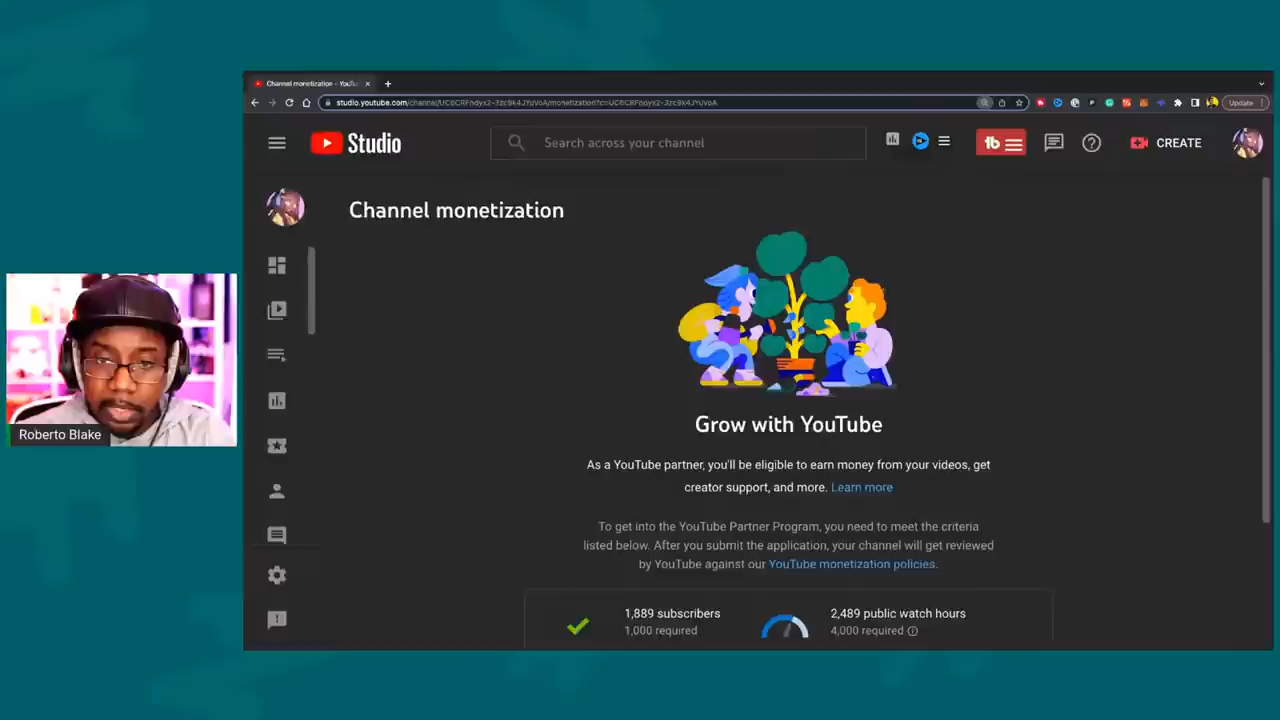 Channel monetization - YouTu
studio.youtube.com/channel/
Update
Studio
Search across your channel
tb
CREATE
Channel monetization
Grow with YouTube
As a YouTube partner, you'll be eligible to earn money from your videos, get
creator support, and more. Learn more
To get into the YouTube Partner Program, you need to meet the criteria
listed below. After you submit the application, your channel will get reviewed
by YouTube against our YouTube monetization policies.
1,889 subscribers
1,000 required
2,489 public watch hours
4,000 required
Roberto Blake